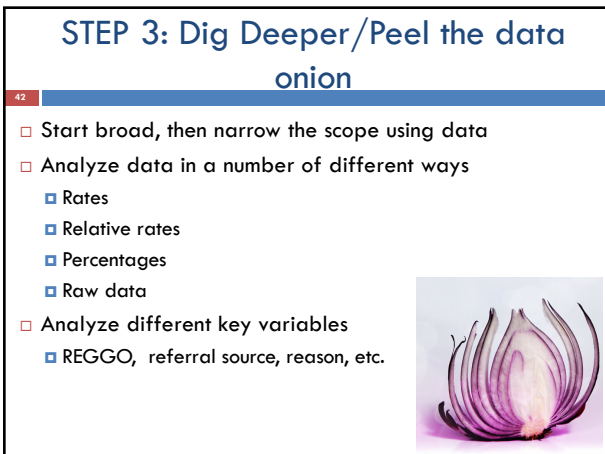 STEP 3: Dig Deeper/Peel the data
onion
42
Start broad, then narrow the scope using data
Analyze data in a number of different ways
Rates
Relative rates
Percentages
Raw data
Analyze different key variables
REGGO, referral source, reason, etc.